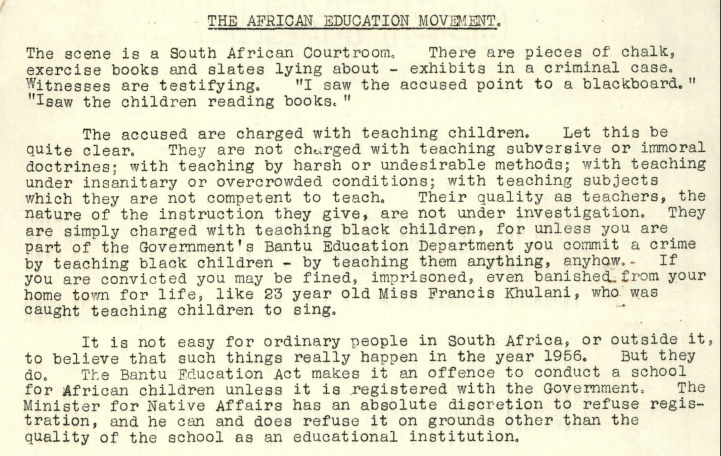 THE AFRICAN EDUCATION MOVEMENT.
The scene is a South African Courtroom. There are pieces of chalk,
exercise books and slates lying about - exhibits in a criminal case.
Witnesses are testifying. "I saw the accused point to a blackboard."
"Isaw the children reading books."
The accused are charged with teaching children. Let this be
quite clear. They are not charged with teaching subversive or immoral
doctrines; with teaching by harsh or undesirable methods; with teaching
under insanitary or overcrowded conditions; with teaching subjects
which they are not competent to teach. Their quality as teachers, the
nature of the instruction they give, are not under investigation. They
are simply charged with teaching black children, for unless you are
part of the Government's Bantu Education Department you commit a crime
by teaching black children - by teaching them anything, anyhow.- If
you are convicted you may be fined, imprisoned, even banished from your
home town for life, like 23 year old Miss Francis Khulani, who was
caught teaching children to sing.
It is not easy for ordinary people in South Africa, or outside it,
to believe that such things really happen in the year 1956. But they
do. The Bantu Education Act makes it an offence to conduct a school
for African children unless it is registered with the Government. The
Minister for Native Affairs has an absolute discretion to refuse regis-
tration, and he can and does refuse it on grounds other than the
quality of the school as an educational institution.